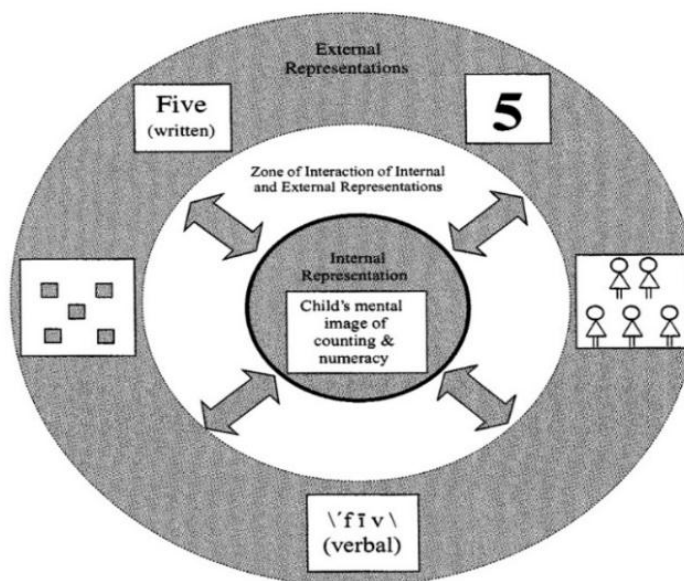 External
Representations
Five
(written)
5
Zone of Interaction of Internal
and External Representations
Internal
Representation
Child's mental
image of
counting &
numeracy
\ˈf ī v \
(verbal)